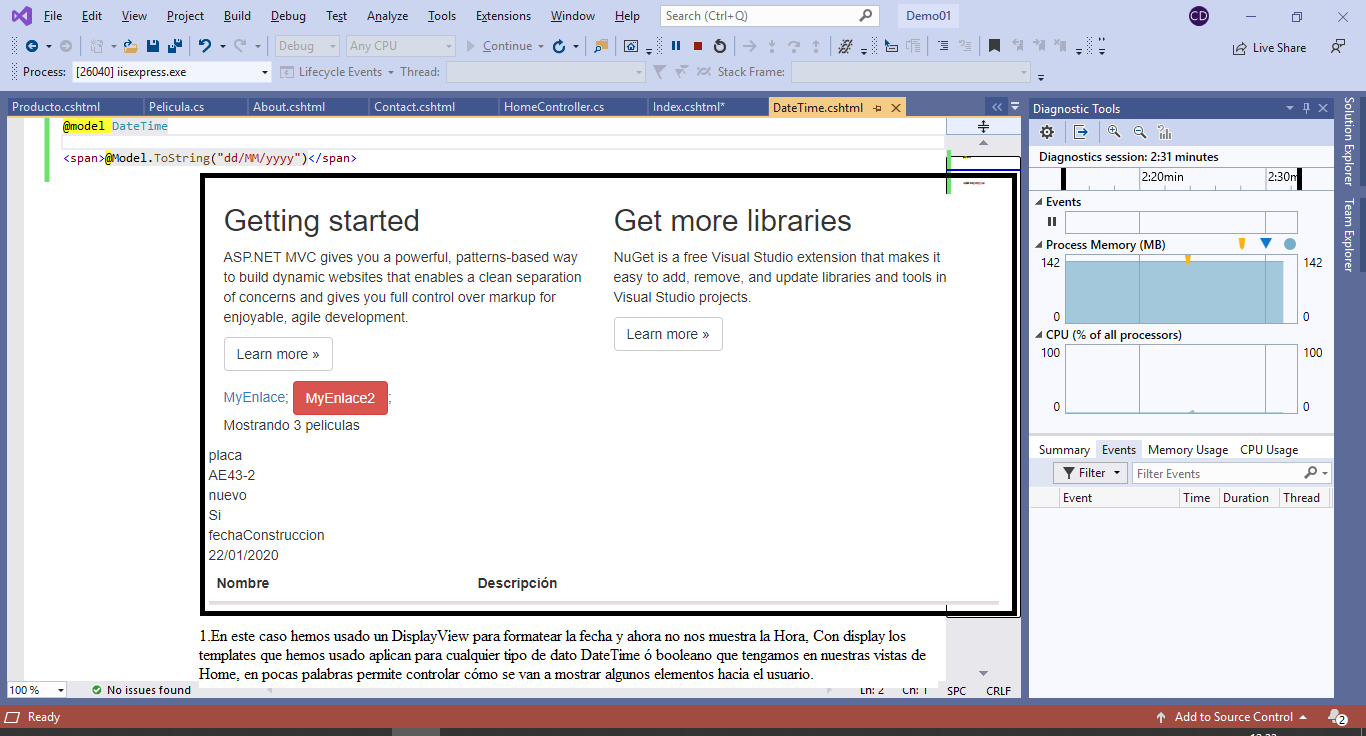 File Edit View Project Build Debug Test Analyze Tools Extensions Window Help Search (Ctrl+Q) Demo01 CD
Debug Any CPU Continue Live Share
Process: [26040] iisexpress.exe Lifecycle Events Thread: Stack Frame:
Producto.cshtml Pelicula.cs About.cshtml Contact.cshtml HomeController.cs Index.cshtml* DateTime.cshtml
@model DateTime
<span>@Model.ToString("dd/MM/yyyy")</span>
Getting started
ASP.NET MVC gives you a powerful, patterns-based way
to build dynamic websites that enables a clean separation
of concerns and gives you full control over markup for
enjoyable, agile development.
Learn more »
Get more libraries
NuGet is a free Visual Studio extension that makes it
easy to add, remove, and update libraries and tools in
Visual Studio projects.
Learn more »
MyEnlace; MyEnlace2;
Mostrando 3 peliculas
placa
AE43-2
nuevo
Si
fechaConstruccion
22/01/2020
Nombre Descripción
1.En este caso hemos usado un DisplayView para formatear la fecha y ahora no nos muestra la Hora, Con display los
templates que hemos usado aplican para cualquier tipo de dato DateTime ó booleano que tengamos en nuestras vistas de
Home, en pocas palabras permite controlar cómo se van a mostrar algunos elementos hacia el usuario.
100 % No issues found Ln: 2 Ch: 1 SPC CRLF
Diagnostic Tools
Diagnostics session: 2:31 minutes
2:20min 2:30m
Events
Process Memory (MB)
142 142
0 0
CPU (% of all processors)
100 100
0 0
Summary Events Memory Usage CPU Usage
Filter Filter Events
Event Time Duration Thread
Solution Explorer
Team Explorer
Ready Add to Source Control 2